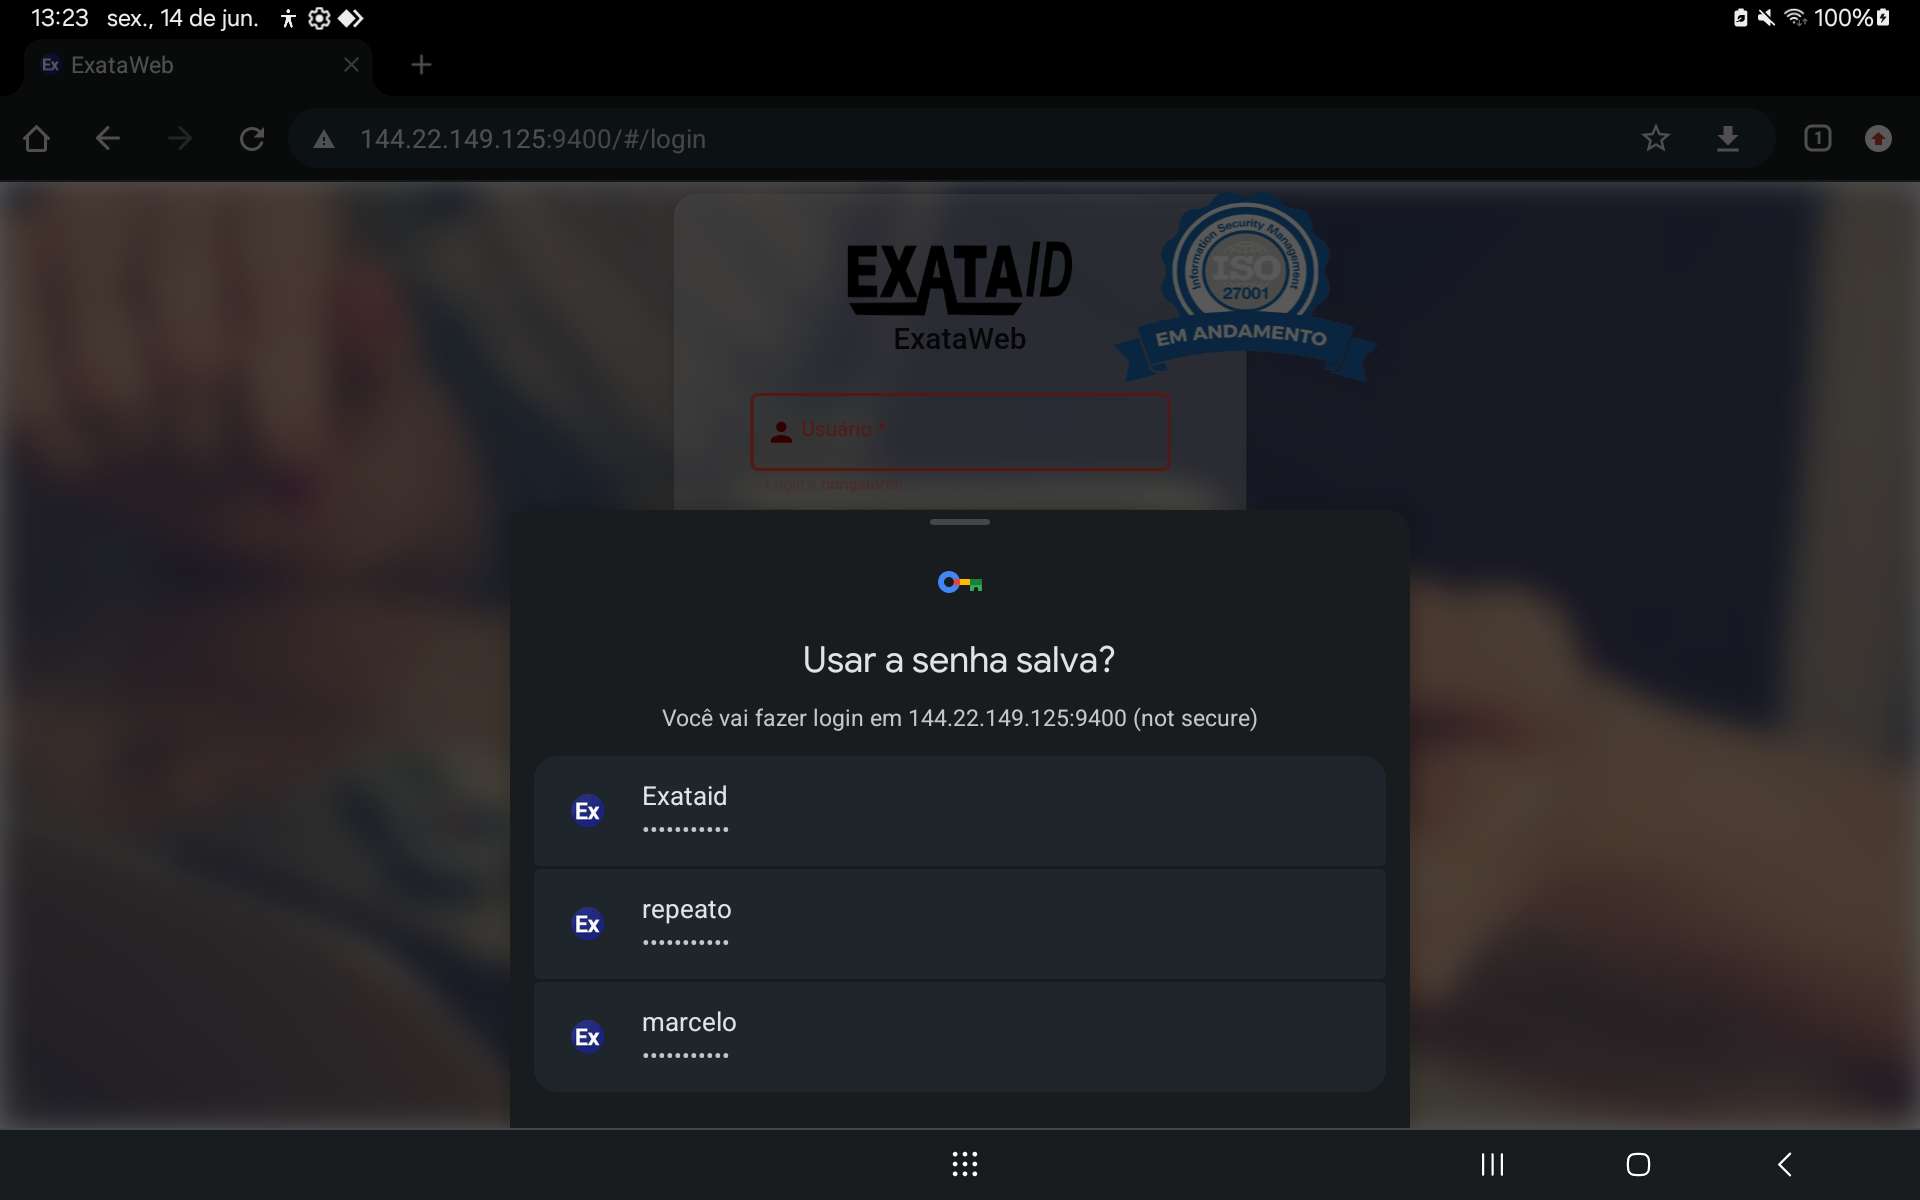 13:23 sex., 14 de jun. 100%
Ex ExataWeb
144.22.149.125:9400/#/login 1
EXATAID
ExataWeb
Information Security Management
ISO
27001
EM ANDAMENTO
Usuário *
Login é obrigatório
Usar a senha salva?
Você vai fazer login em 144.22.149.125:9400 (not secure)
Ex Exataid
•••••••••••
Ex repeato
•••••••••••
Ex marcelo
•••••••••••